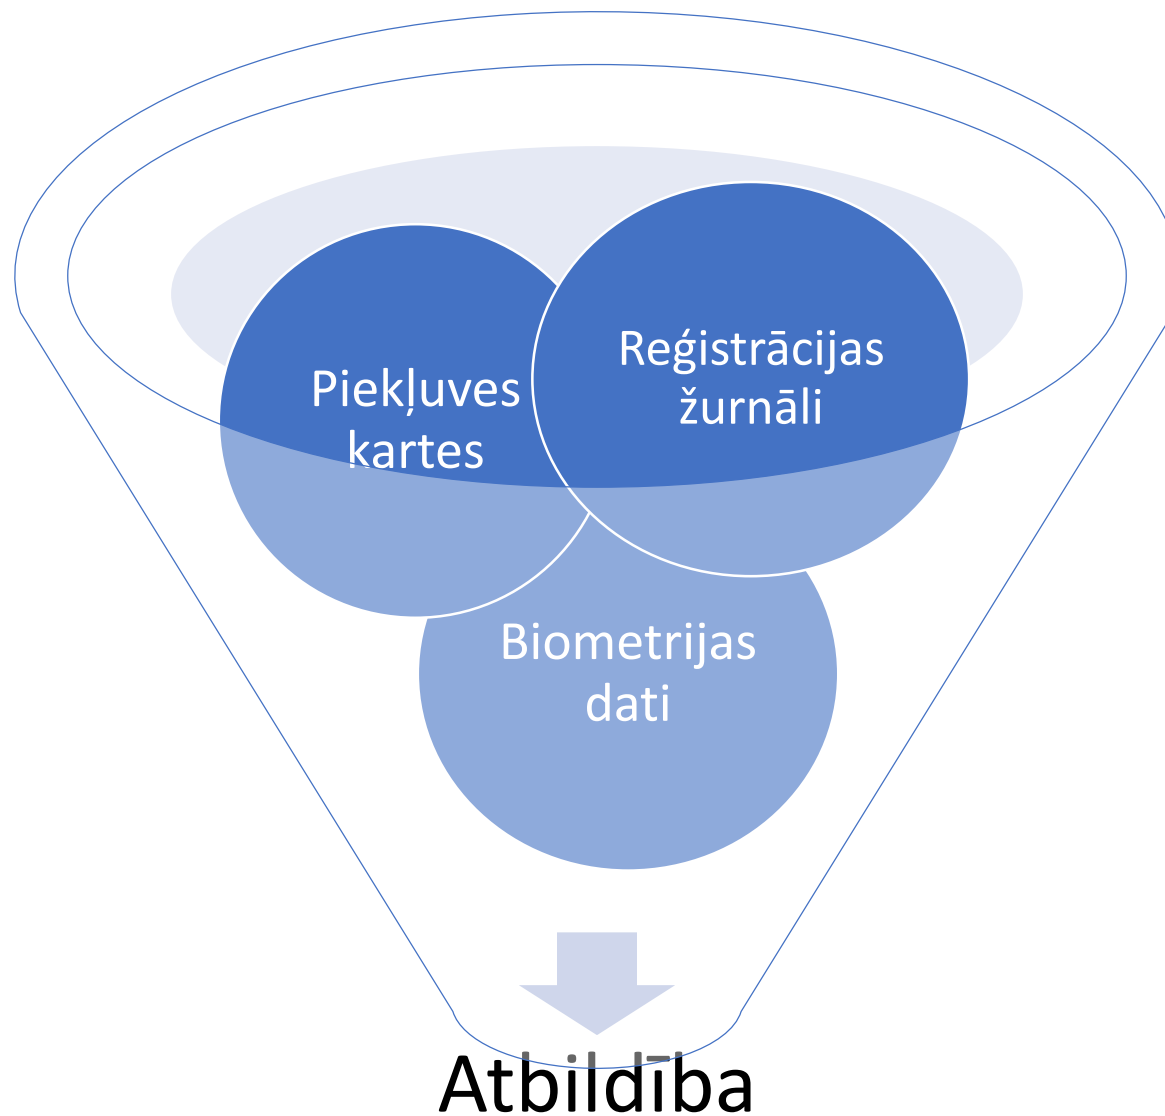 Piekļuves
kartes
Reģistrācijas
žurnāli
Biometrijas
dati
Atbildība